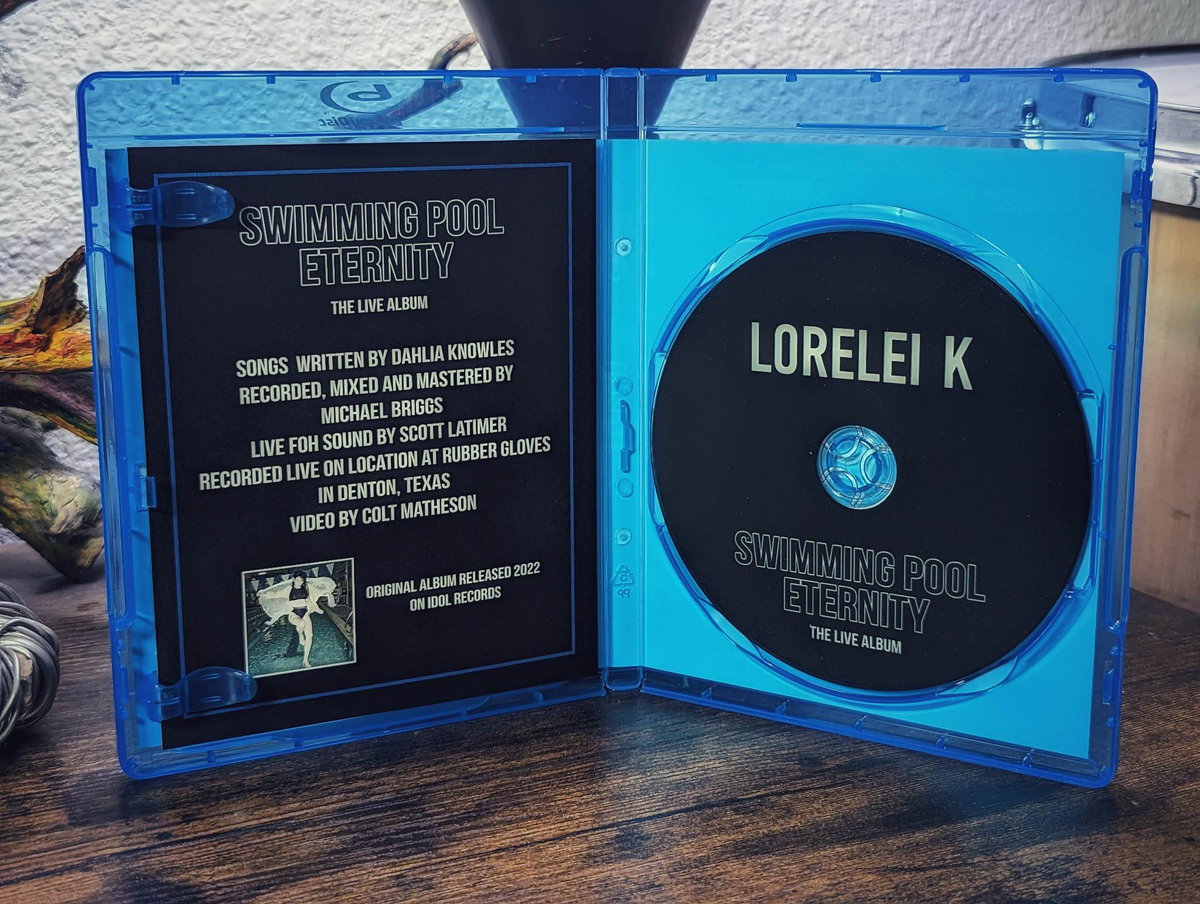 SWIMMING POOL
ETERNITY
THE LIVE ALBUM
SONGS WRITTEN BY DAHLIA KNOWLES
RECORDED, MIXED AND MASTERED BY
MICHAEL BRIGGS
LIVE FOH SOUND BY SCOTT LATIMER
RECORDED LIVE ON LOCATION AT RUBBER GLOVES
IN DENTON, TEXAS
VIDEO BY COLT MATHESON
ORIGINAL ALBUM RELEASED 2022
ON IDOL RECORDS
LORELEI K
SWIMMING POOL
ETERNITY
THE LIVE ALBUM
PP